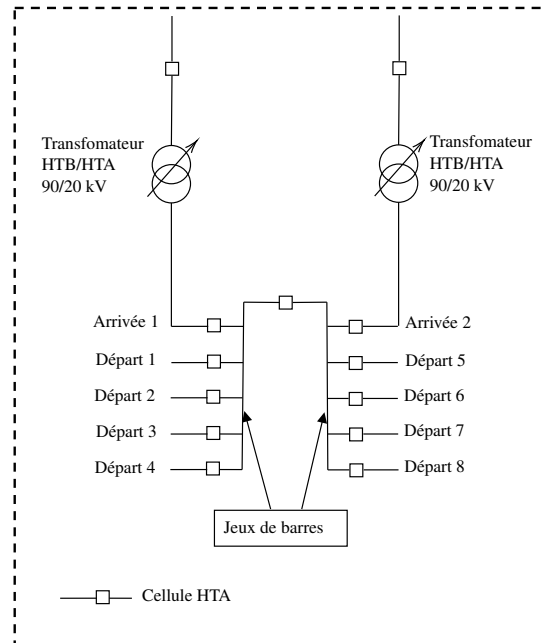 Transfomateur
HTB/HTA
90/20 kV
Transfomateur
HTB/HTA
90/20 kV
Arrivée 1
Arrivée 2
Départ 1
Départ 5
Départ 2
Départ 6
Départ 3
Départ 7
Départ 4
Départ 8
Jeux de barres
Cellule HTA